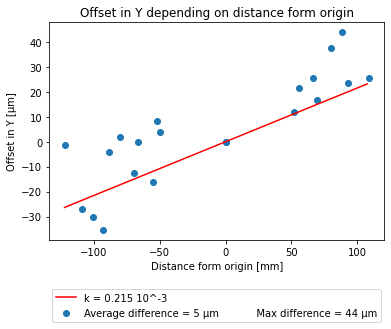 Offset in Y depending on distance form origin
Offset in Y [μm]
40
30
20
10
0
−10
−20
−30
−100
−50
0
50
100
Distance form origin [mm]
k = 0.215 10^-3
Average difference = 5 μm Max difference = 44 μm